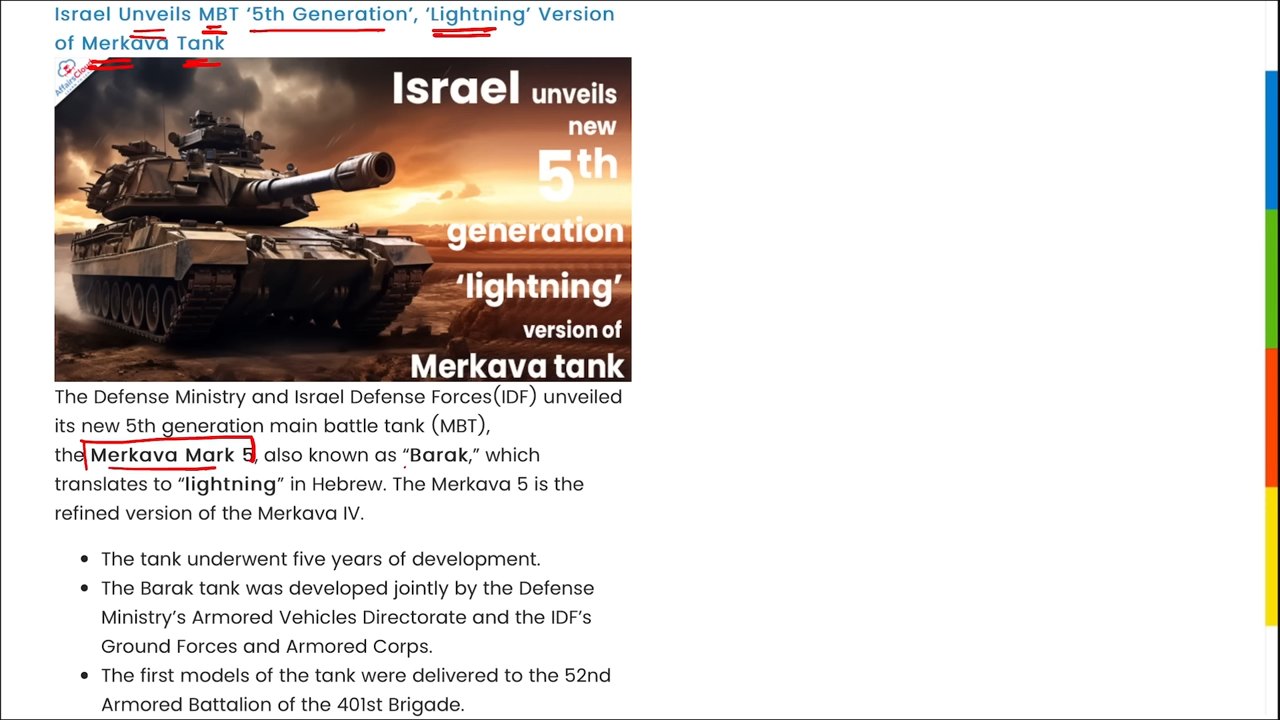 Israel Unveils MBT ‘5th Generation’, ‘Lightning’ Version
of Merkava Tank
AffairsCloud
Israel unveils
new
5th
generation
‘lightning’
version of
Merkava tank
The Defense Ministry and Israel Defense Forces(IDF) unveiled
its new 5th generation main battle tank (MBT),
the Merkava Mark 5, also known as “Barak,” which
translates to “lightning” in Hebrew. The Merkava 5 is the
refined version of the Merkava IV.
• The tank underwent five years of development.
• The Barak tank was developed jointly by the Defense
Ministry’s Armored Vehicles Directorate and the IDF’s
Ground Forces and Armored Corps.
• The first models of the tank were delivered to the 52nd
Armored Battalion of the 401st Brigade.